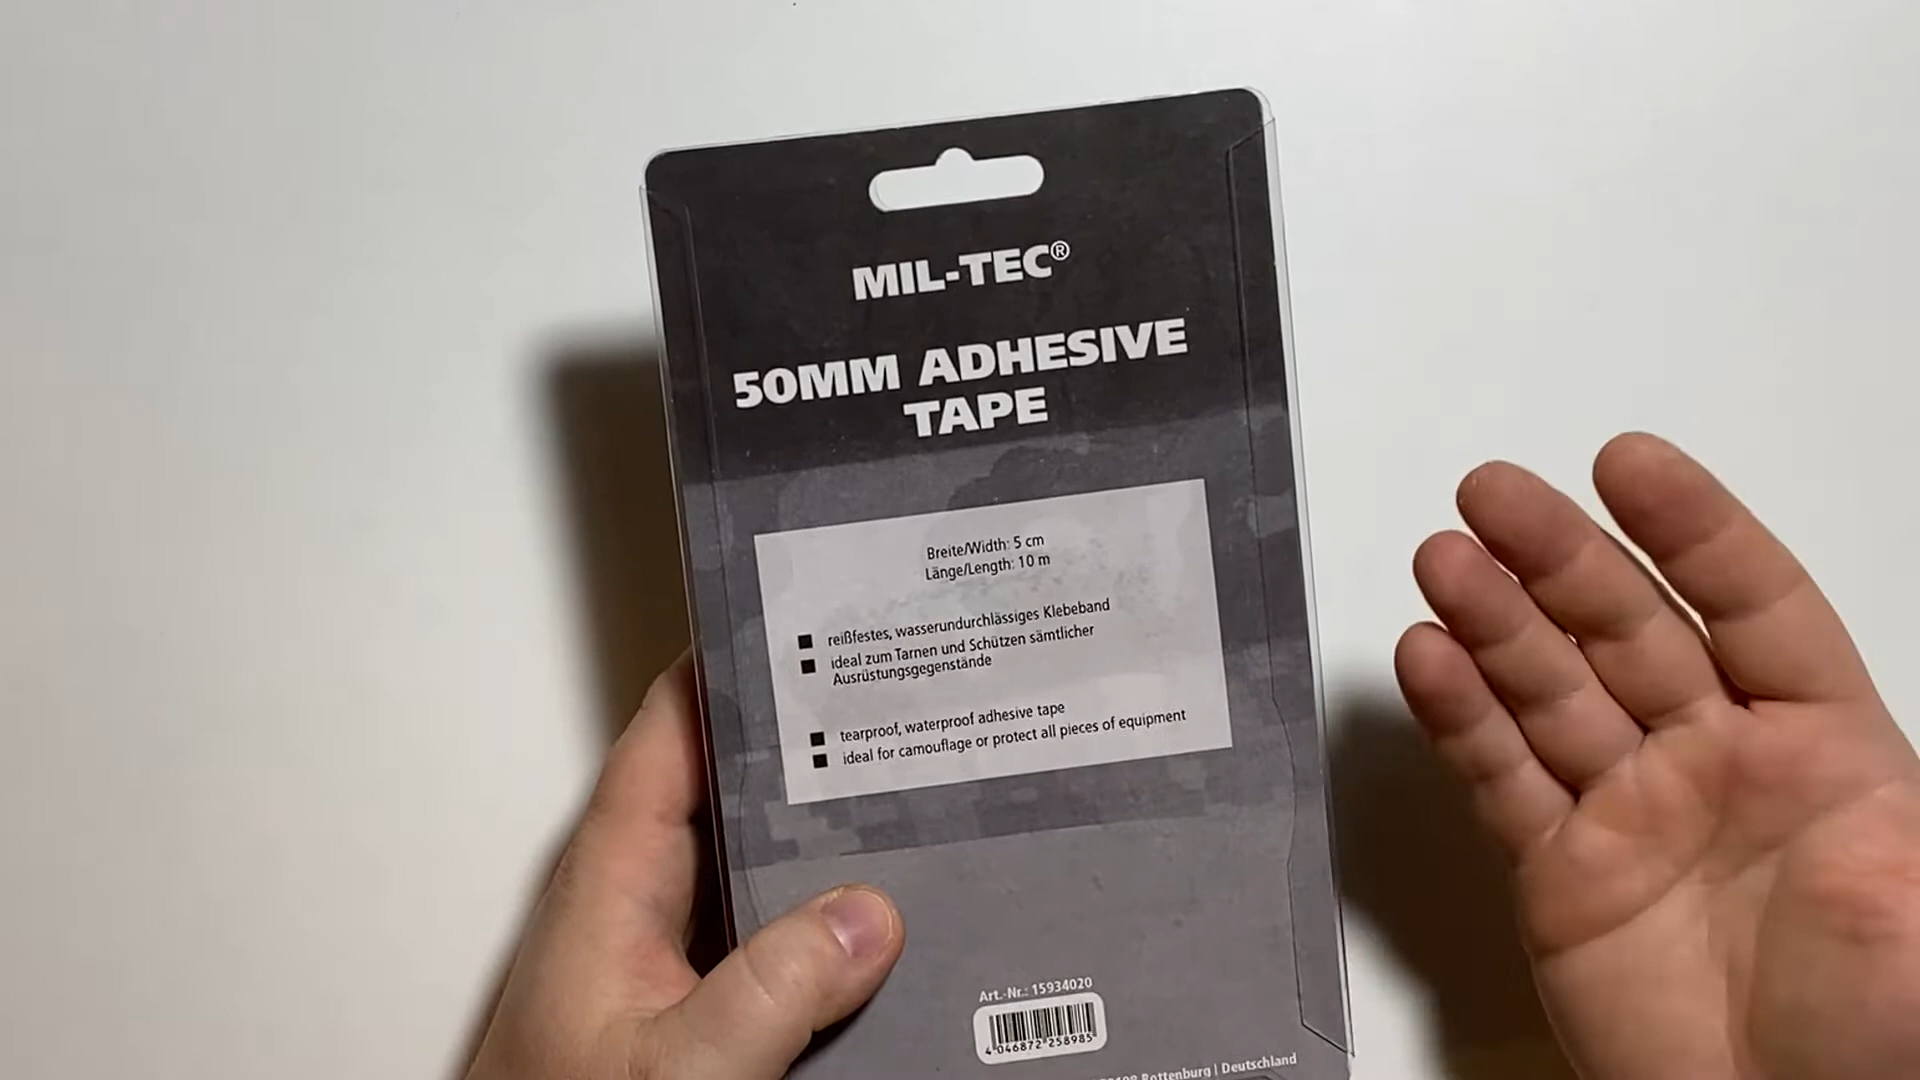 MIL-TEC®
50MM ADHESIVE
TAPE
Breite/Width: 5 cm
Länge/Length: 10 m
■ reißfestes, wasserundurchlässiges Klebeband
■ ideal zum Tarnen und Schützen sämtlicher
Ausrüstungsgegenstände
■ tearproof, waterproof adhesive tape
■ ideal for camouflage or protect all pieces of equipment
Art.-Nr.: 15934020
4 046872 258985
Rottenburg | Deutschland